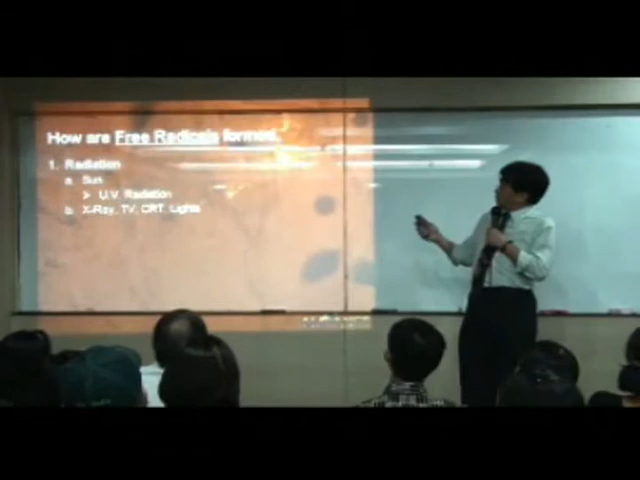 How are Free Radicals formed
1. Radiation
a. Sun
➢ U.V. Radiation
b. X-Ray, TV, CRT, Lights